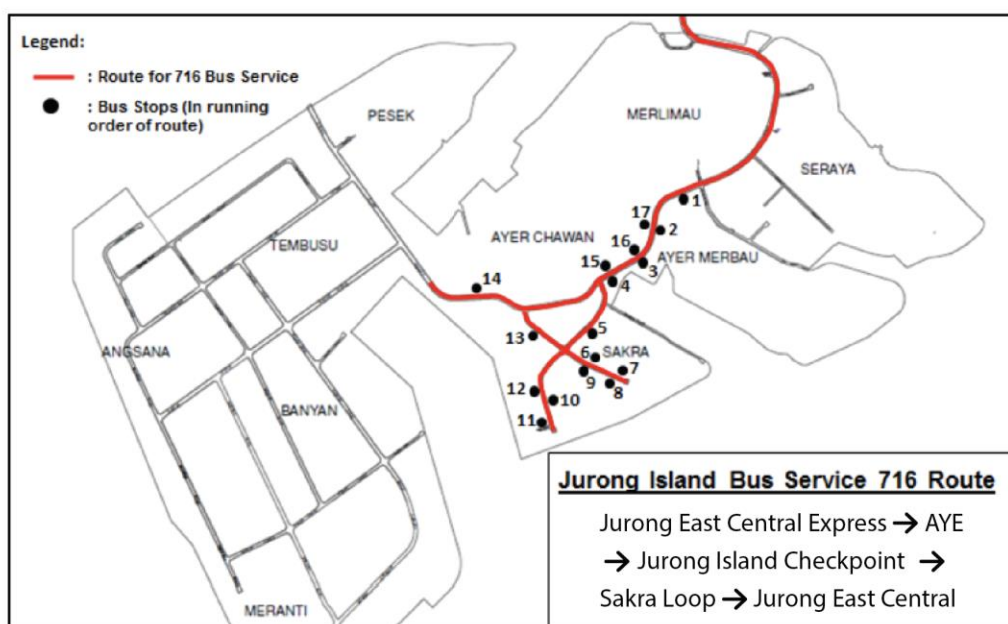 Legend:
: Route for 716 Bus Service
: Bus Stops (In running
order of route)
PESEK
MERLIMAU
SERAYA
1
17
2
AYER CHAWAN
16
AYER MERBAU
3
15
4
TEMBUSU
14
13
5
6
SAKRA
7
9
8
ANGSANA
12
10
11
BANYAN
MERANTI
Jurong Island Bus Service 716 Route
Jurong East Central Express → AYE
→ Jurong Island Checkpoint →
Sakra Loop → Jurong East Central